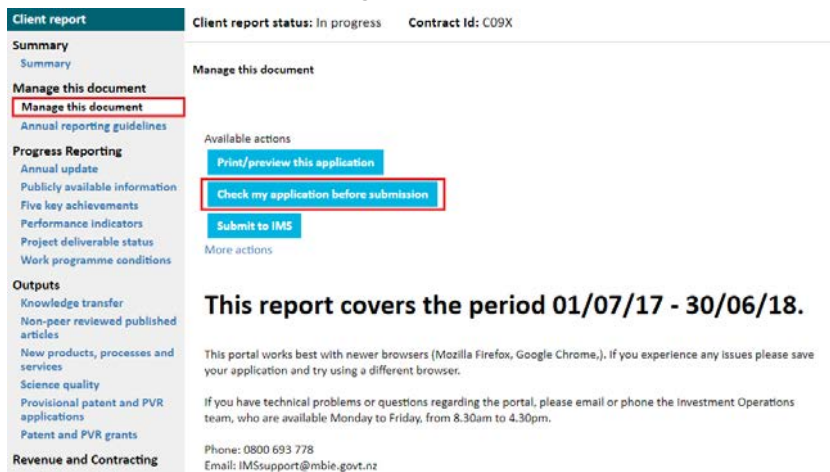 Client report
Summary
Summary
Manage this document
Manage this document
Annual reporting guidelines
Progress Reporting
Annual update
Publicly available information
Five key achievements
Performance indicators
Project deliverable status
Work programme conditions
Outputs
Knowledge transfer
Non-peer reviewed published
articles
New products, processes and
services
Science quality
Provisional patent and PVR
applications
Patent and PVR grants
Revenue and Contracting
Client report status: In progress Contract Id: C09X
Manage this document
Available actions
Print/preview this application
Check my application before submission
Submit to IMS
More actions
This report covers the period 01/07/17 - 30/06/18.
This portal works best with newer browsers (Mozilla Firefox, Google Chrome,). If you experience any issues please save
your application and try using a different browser.
If you have technical problems or questions regarding the portal, please email or phone the Investment Operations
team, who are available Monday to Friday, from 8.30am to 4.30pm.
Phone: 0800 693 778
Email: IMSsupport@mbie.govt.nz